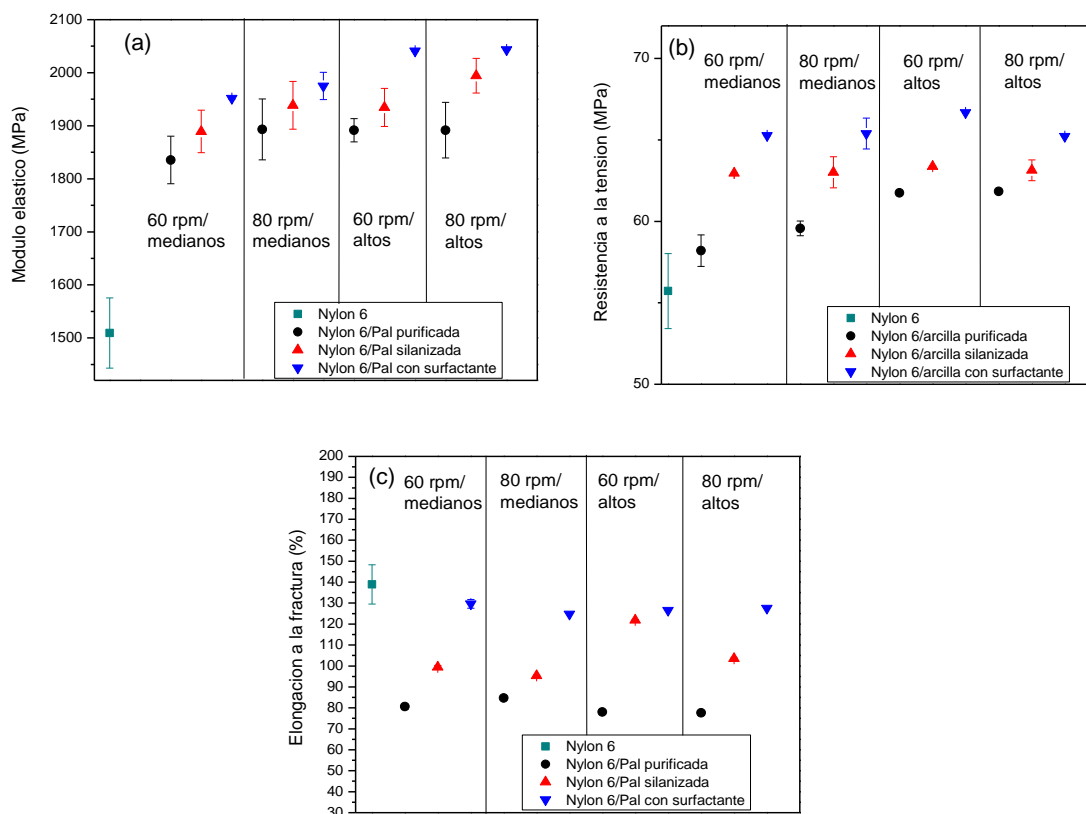 (a)
2100
2050
2000
1900
1800
1700
1600
1500
Modulo elastico (MPa)
60 rpm/
medianos
80 rpm/
medianos
60 rpm/
altos
80 rpm/
altos
Nylon 6
Nylon 6/Pal purificada
Nylon 6/Pal silanizada
Nylon 6/Pal con surfactante
(b)
70
60
50
Resistencia a la tension (MPa)
60 rpm/
medianos
80 rpm/
medianos
60 rpm/
altos
80 rpm/
altos
Nylon 6
Nylon 6/arcilla purificada
Nylon 6/arcilla silanizada
Nylon 6/arcilla con surfactante
(c)
200
190
180
170
160
150
140
130
120
110
100
90
80
70
60
50
40
30
Elongacion a la fractura (%)
60 rpm/
medianos
80 rpm/
medianos
60 rpm/
altos
80 rpm/
altos
Nylon 6
Nylon 6/Pal purificada
Nylon 6/Pal silanizada
Nylon 6/Pal con surfactante